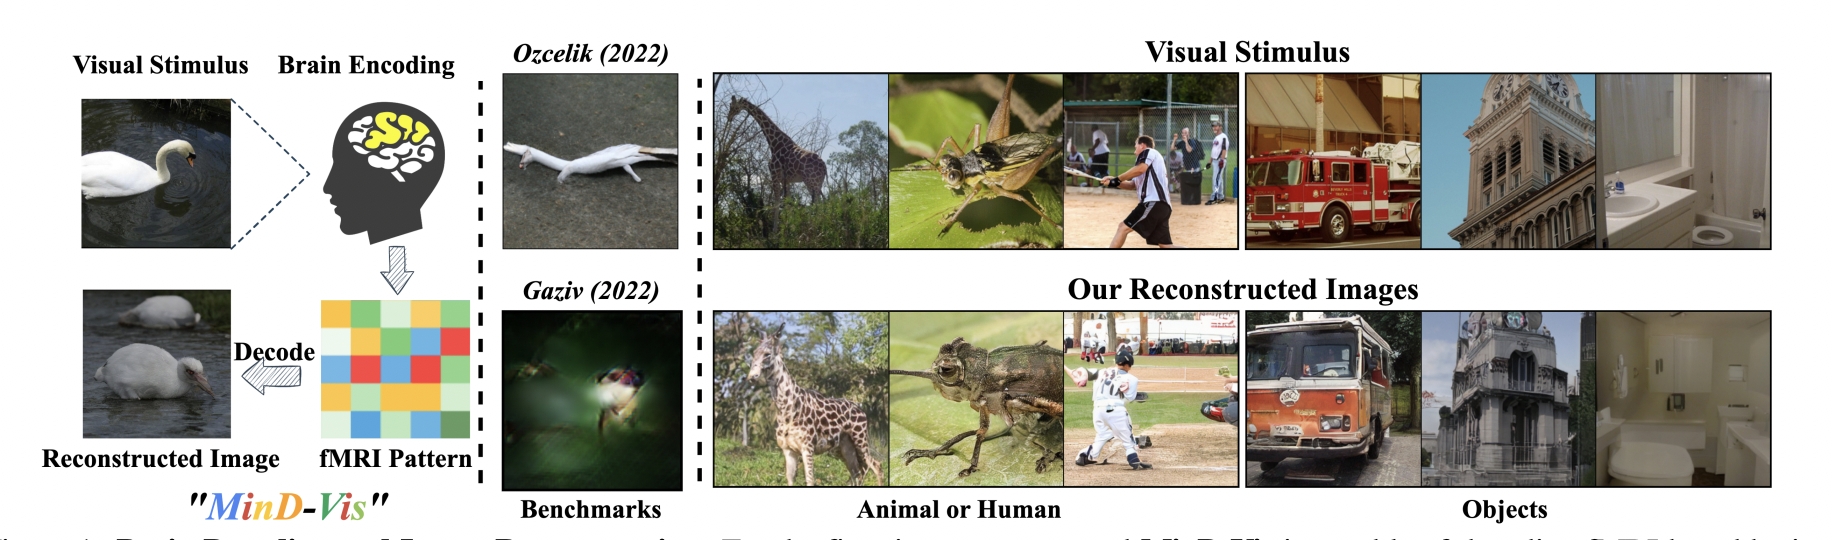 Visual Stimulus
Brain Encoding
Decode
Reconstructed Image
fMRI Pattern
"MinD-Vis"
Ozcelik (2022)
Gaziv (2022)
Benchmarks
Visual Stimulus
Our Reconstructed Images
Animal or Human
Objects